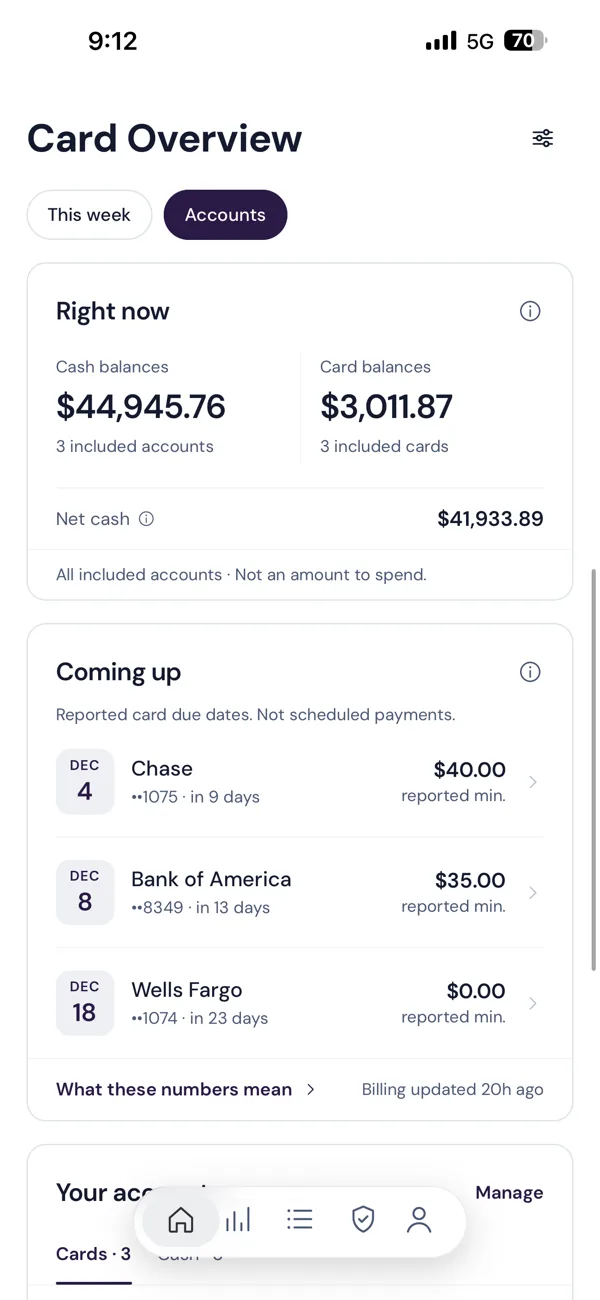 9:12
5G 70
Card Overview
This week Accounts
Right now
Cash balances Card balances
$44,945.76 $3,011.87
3 included accounts 3 included cards
Net cash $41,933.89
All included accounts · Not an amount to spend.
Coming up
Reported card due dates. Not scheduled payments.
DEC
4
Chase
••1075 · in 9 days
$40.00
reported min.
DEC
8
Bank of America
••8349 · in 13 days
$35.00
reported min.
DEC
18
Wells Fargo
••1074 · in 23 days
$0.00
reported min.
What these numbers mean Billing updated 20h ago
Your Manage
Cards · 3